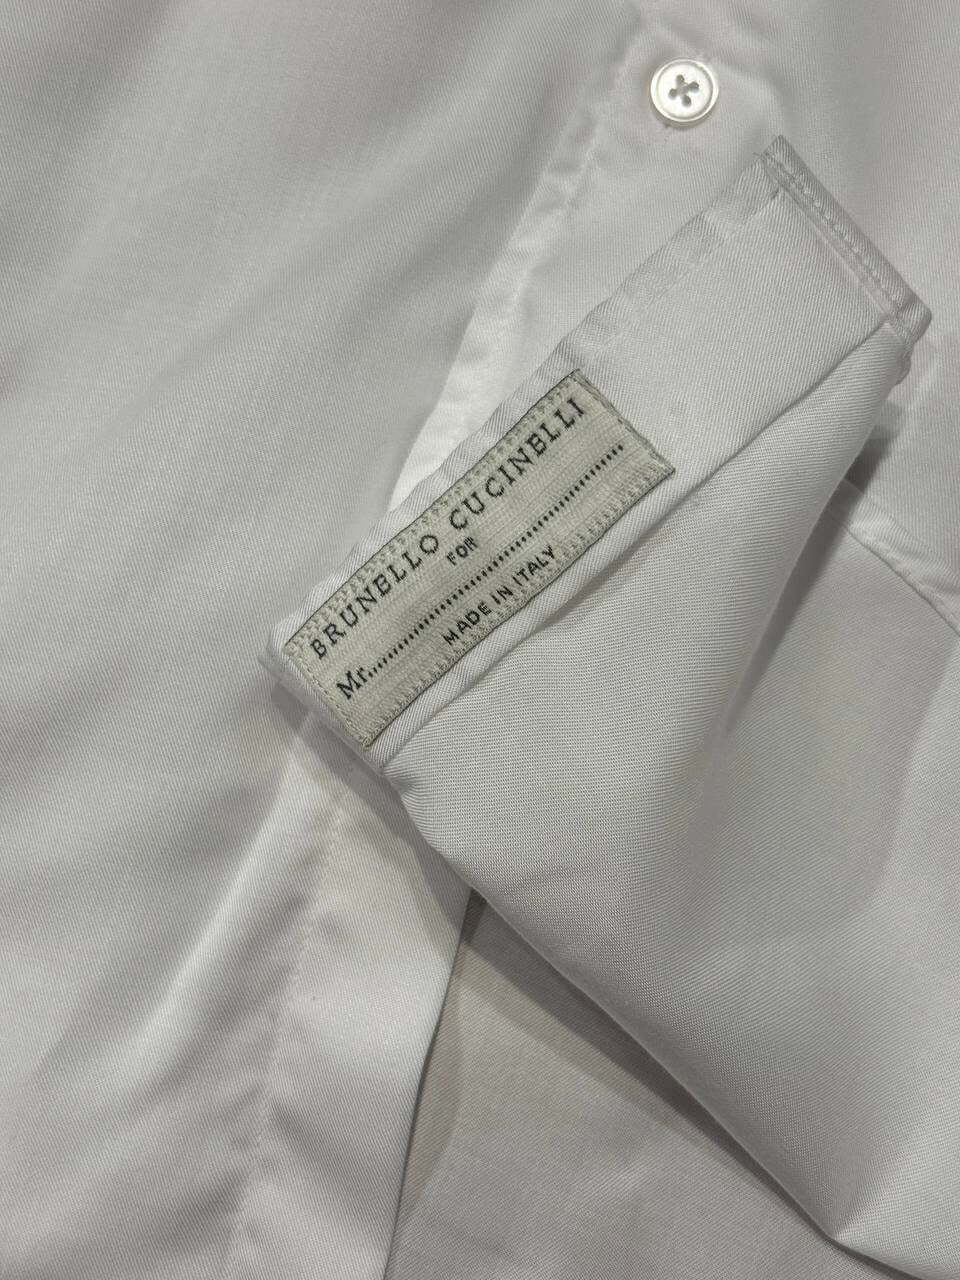 BRUNELLO CUCINELLI
FOR
Mr.............................................
MADE IN ITALY